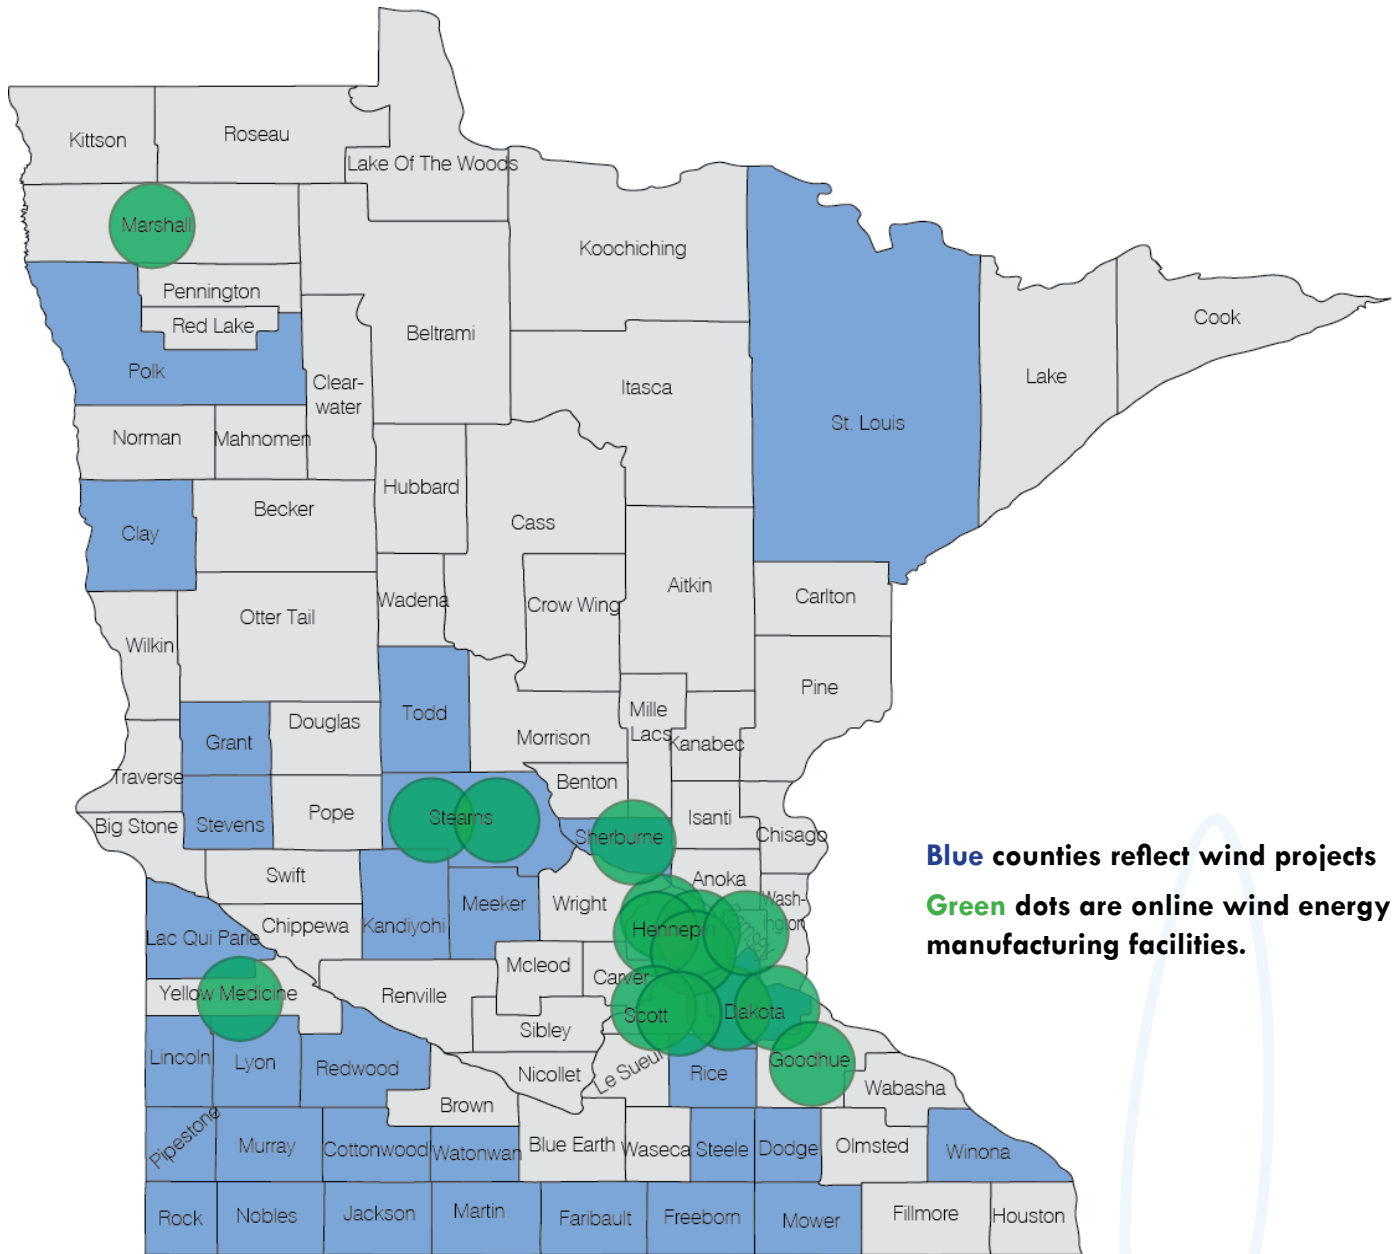 Kittson
Roseau
Lake Of The Woods
Marshall
Koochiching
Pennington
Red Lake
Beltrami
Cook
Polk
Clear-
water
Itasca
Lake
St. Louis
Norman
Mahnomen
Hubbard
Becker
Cass
Clay
Aitkin
Carlton
Wadena
Crow Wing
Otter Tail
Wilkin
Pine
Todd
Mille
Lacs
Douglas
Grant
Morrison
Kanabec
Traverse
Benton
Pope
Stearns
Isanti
Big Stone
Stevens
Sherburne
Chisago
Swift
Anoka
Wright
Meeker
Wash-
ington
Chippewa
Kandiyohi
Hennepin
Lac Qui Parle
Ramsey
Mcleod
Carver
Yellow Medicine
Renville
Scott
Dakota
Sibley
Lincoln
Lyon
Redwood
Nicollet
Le Sueur
Rice
Goodhue
Wabasha
Brown
Pipestone
Murray
Cottonwood
Watonwan
Blue Earth
Waseca
Steele
Dodge
Olmsted
Winona
Rock
Nobles
Jackson
Martin
Faribault
Freeborn
Mower
Fillmore
Houston
Blue counties reflect wind projects
Green dots are online wind energy
manufacturing facilities.